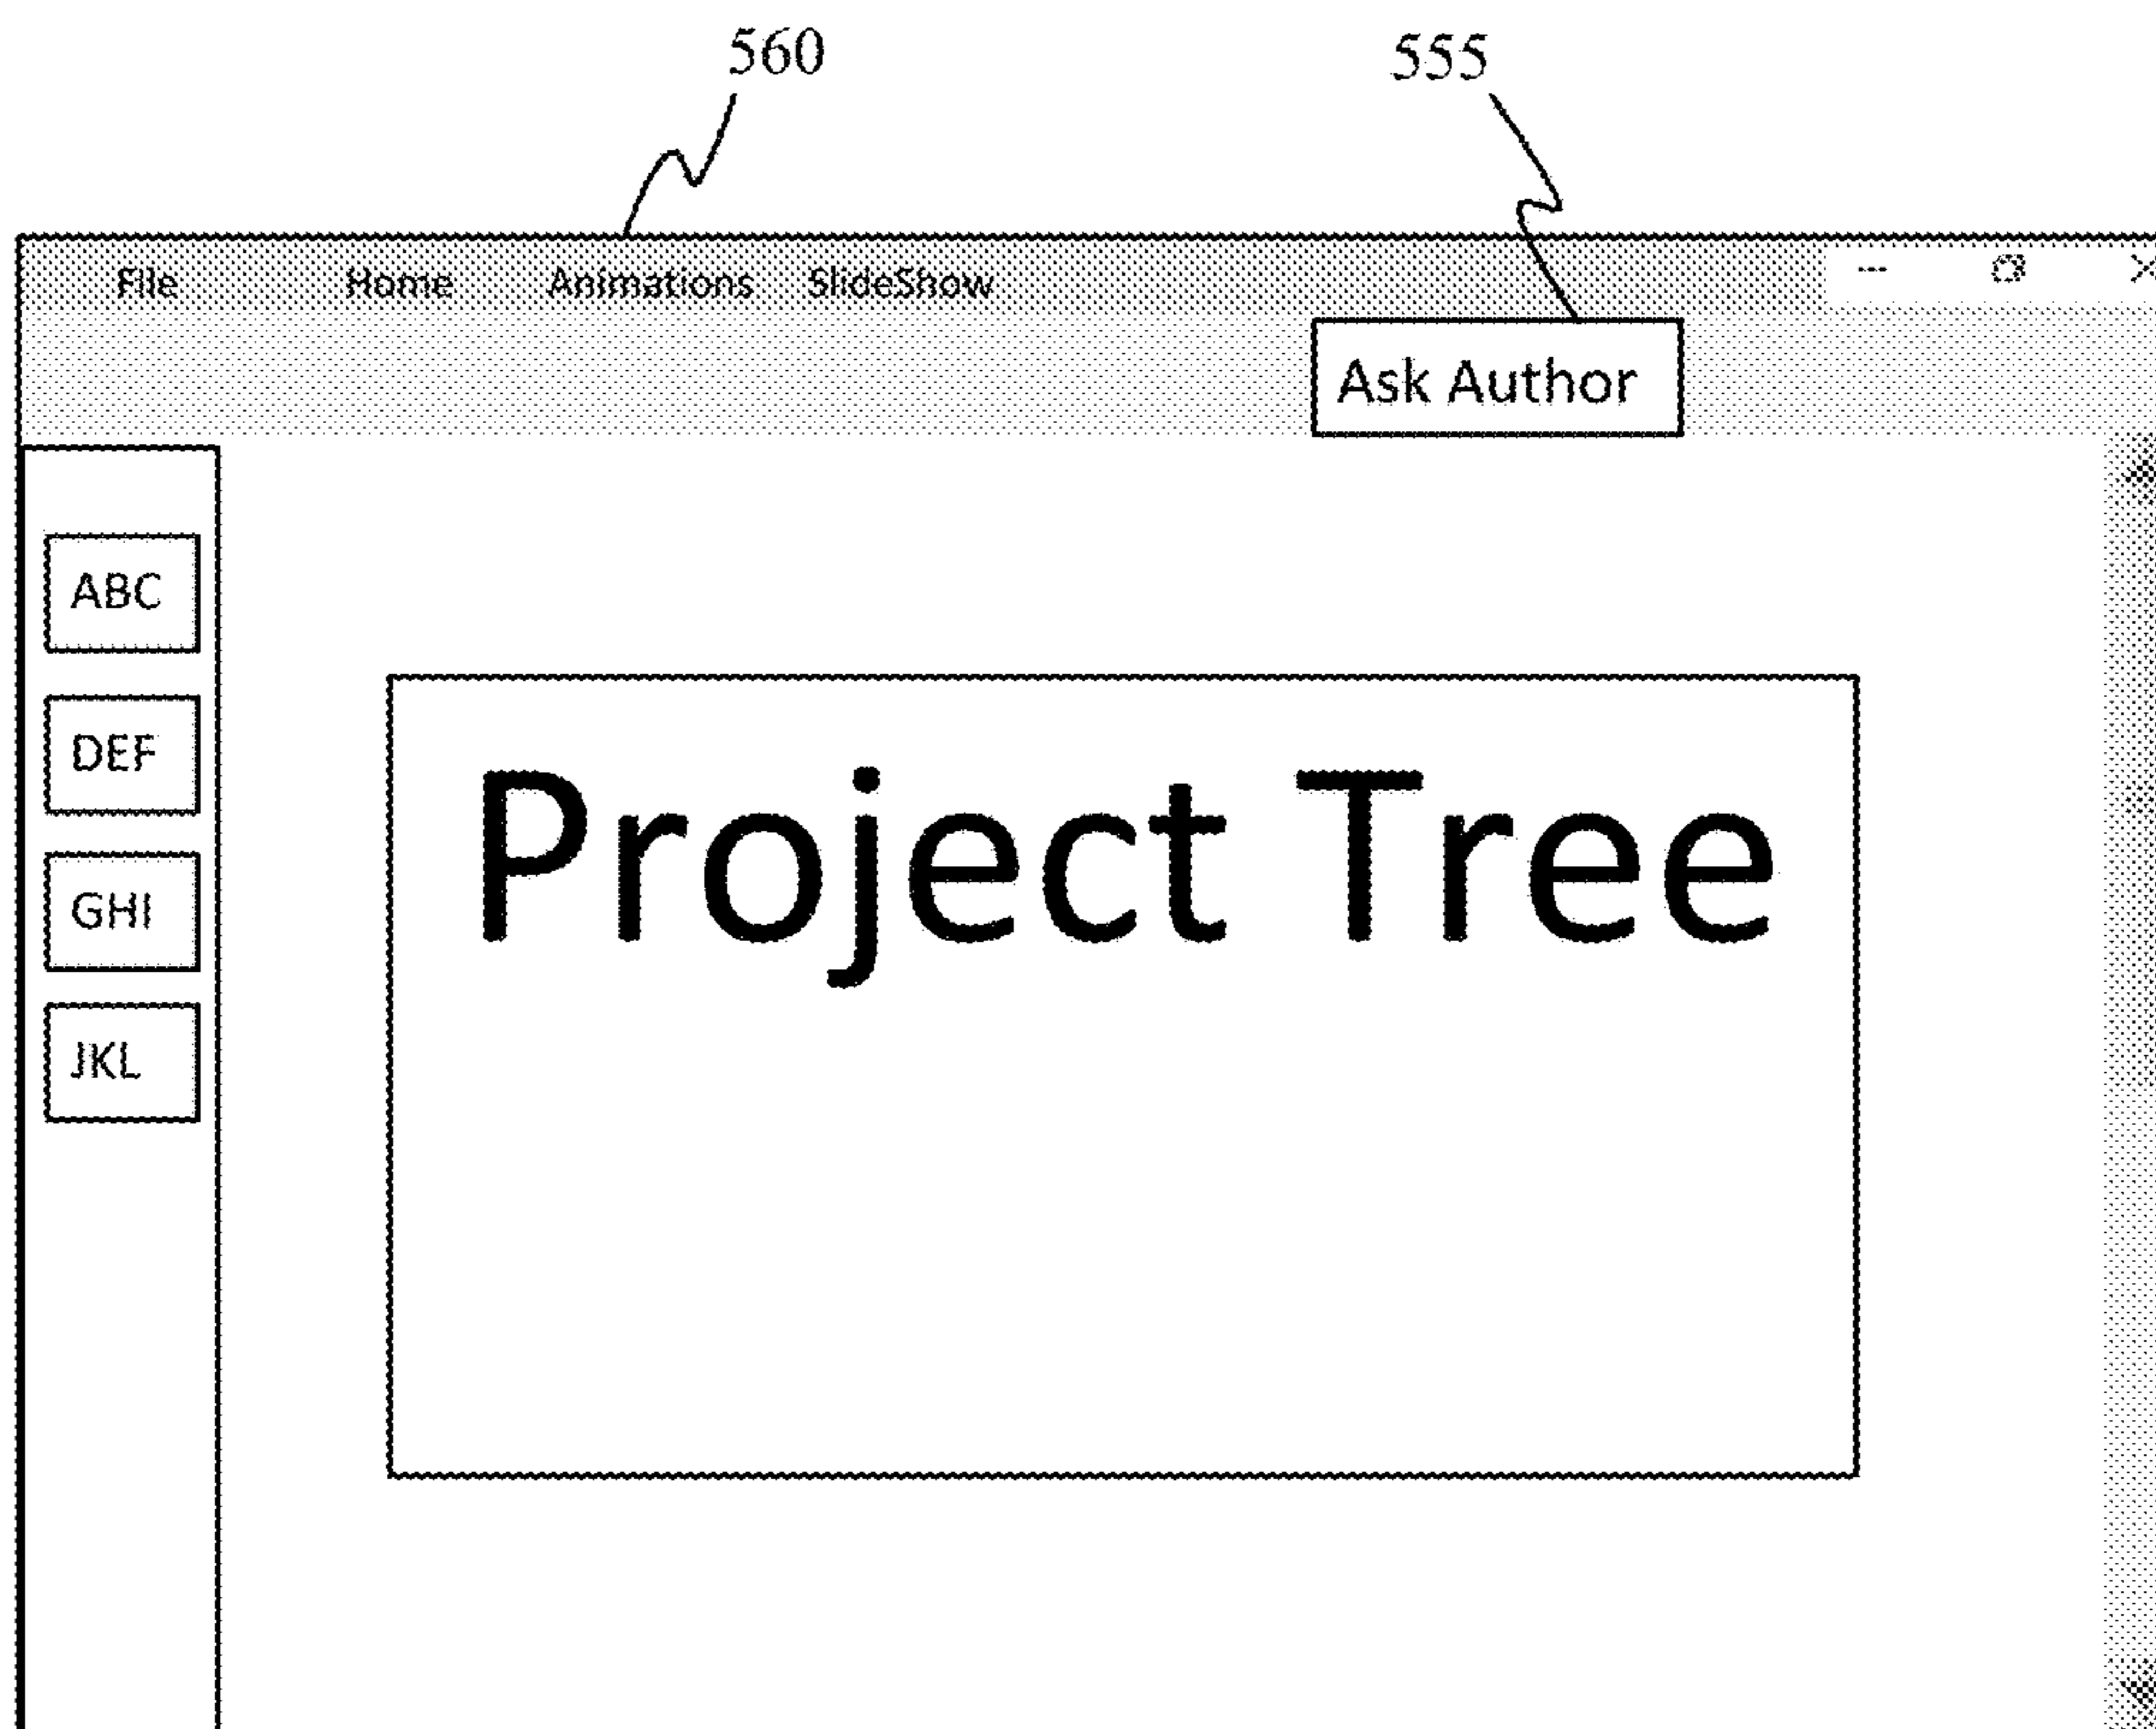 560 555
File Home Animations SlideShow
Ask Author
ABC
DEF
GHI
JKL
Project Tree